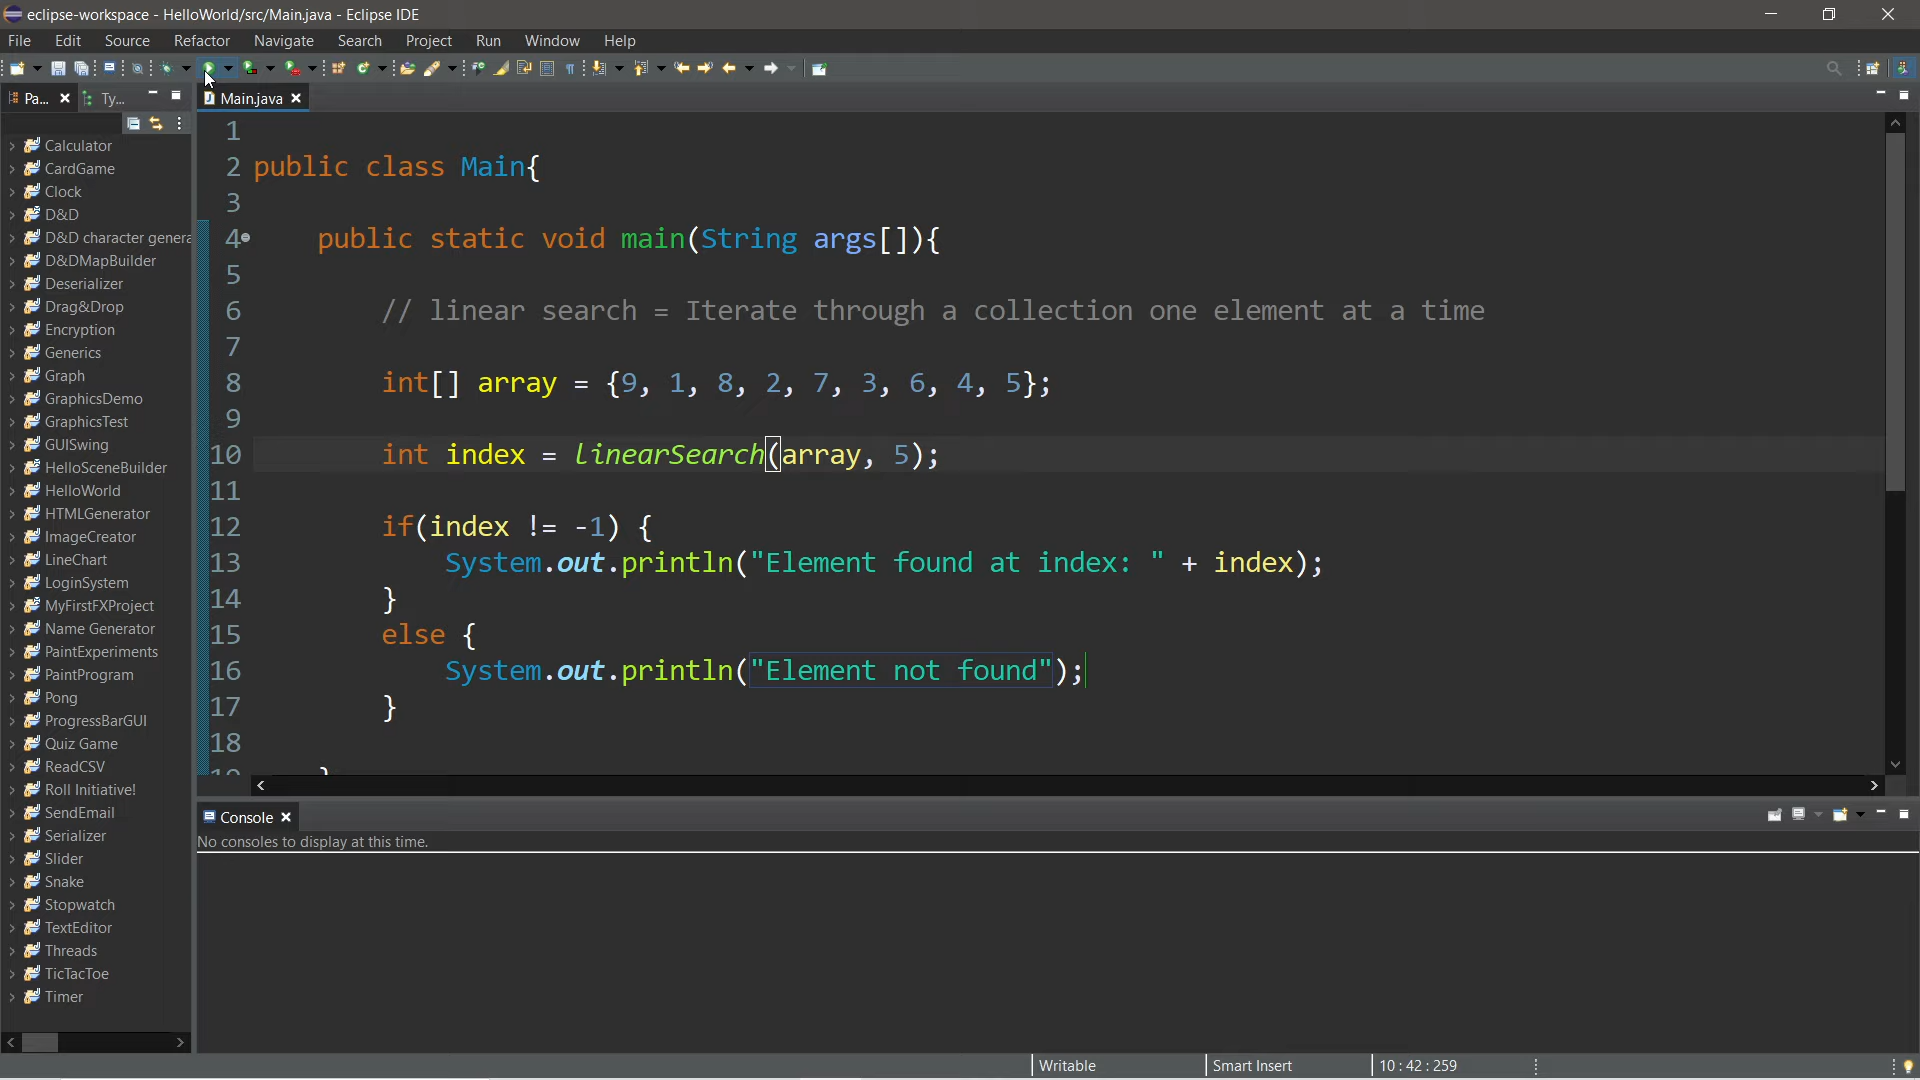 eclipse-workspace - HelloWorld/src/Main.java - Eclipse IDE
File Edit Source Refactor Navigate Search Project Run Window Help
Pa... Ty... Main.java
Calculator
CardGame
Clock
D&D
D&D character genera
D&DMapBuilder
Deserializer
Drag&Drop
Encryption
Generics
Graph
GraphicsDemo
GraphicsTest
GUISwing
HelloSceneBuilder
HelloWorld
HTMLGenerator
ImageCreator
LineChart
LoginSystem
MyFirstFXProject
Name Generator
PaintExperiments
PaintProgram
Pong
ProgressBarGUI
Quiz Game
ReadCSV
Roll Initiative!
SendEmail
Serializer
Slider
Snake
Stopwatch
TextEditor
Threads
TicTacToe
Timer
1
2 public class Main{
3
4 public static void main(String args[]){
5
6 // linear search = Iterate through a collection one element at a time
7
8 int[] array = {9, 1, 8, 2, 7, 3, 6, 4, 5};
9
10 int index = linearSearch(array, 5);
11
12 if(index != -1) {
13 System.out.println("Element found at index: " + index);
14 }
15 else {
16 System.out.println("Element not found");
17 }
18
19 }
Console
No consoles to display at this time.
Writable Smart Insert 10 : 42 : 259